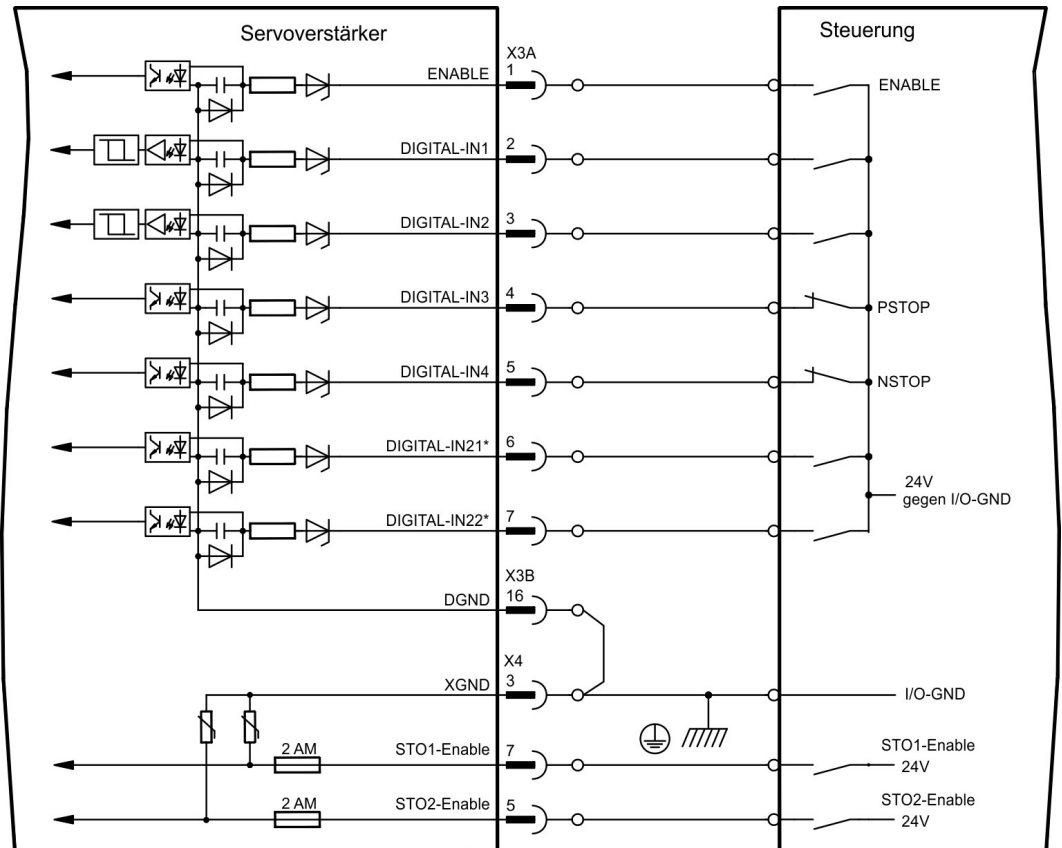 Servoverstärker
Steuerung
X3A
ENABLE
1
ENABLE
DIGITAL-IN1
2
DIGITAL-IN2
3
DIGITAL-IN3
4
PSTOP
DIGITAL-IN4
5
NSTOP
DIGITAL-IN21*
6
24V
gegen I/O-GND
DIGITAL-IN22*
7
X3B
DGND
16
X4
XGND
3
I/O-GND
2 AM
STO1-Enable
7
STO1-Enable
24V
2 AM
STO2-Enable
5
STO2-Enable
24V